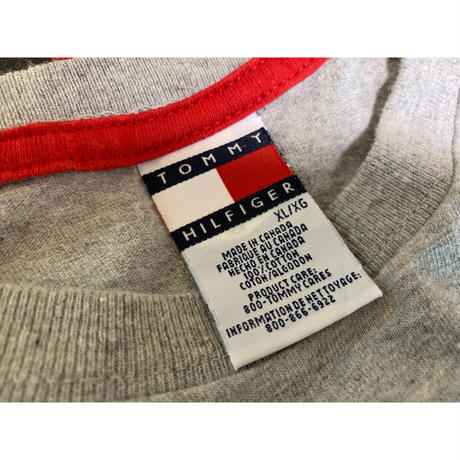 TOMMY
HILFIGER
XL/XG
MADE IN CANADA
FABRIQUE AU CANADA
HECHO EN CANADA
100/COTTON
COTON/ALGODON
PRODUCT CARE:
800-TOMMY CARES
INFORMATION DE NETTOYAGE:
800-866-6922